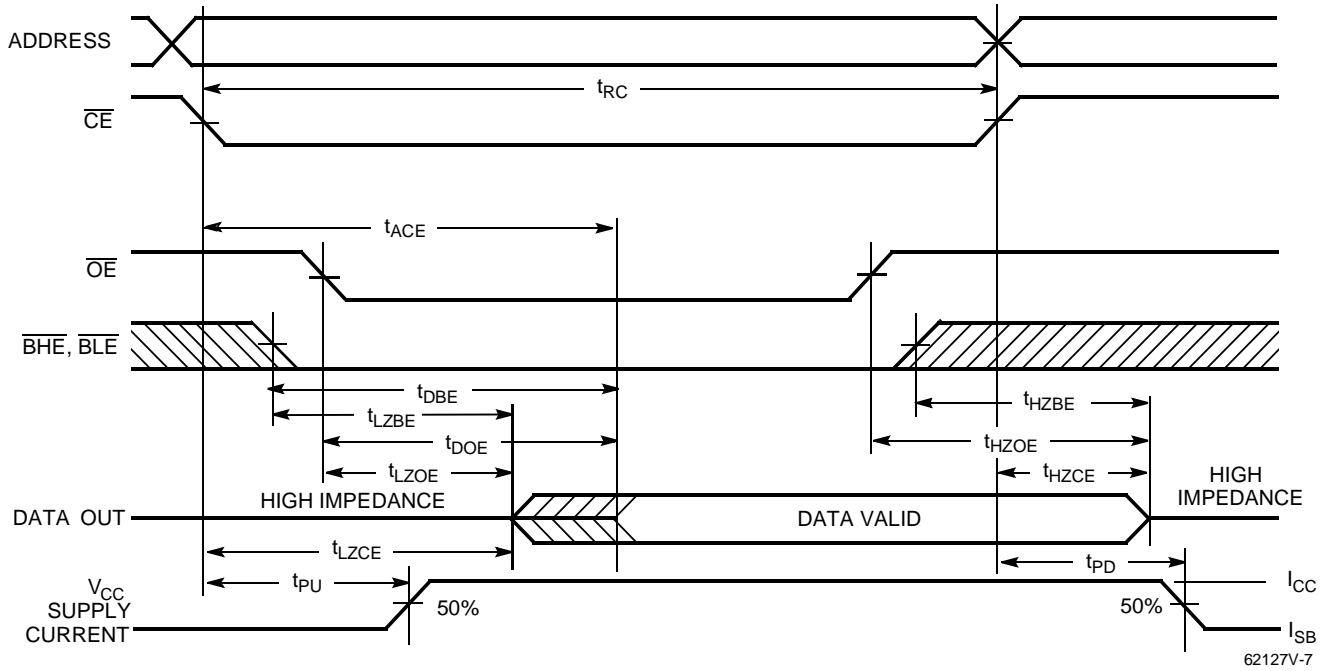 ADDRESS
tRC
CE
tACE
OE
BHE, BLE
tDBE
tLZBE
tHZBE
tDOE
tHZOE
tLZOE
tHZCE
HIGH IMPEDANCE
HIGH
IMPEDANCE
DATA OUT
DATA VALID
tLZCE
tPU
tPD
VCC
SUPPLY
CURRENT
50%
50%
ICC
ISB
62127V-7